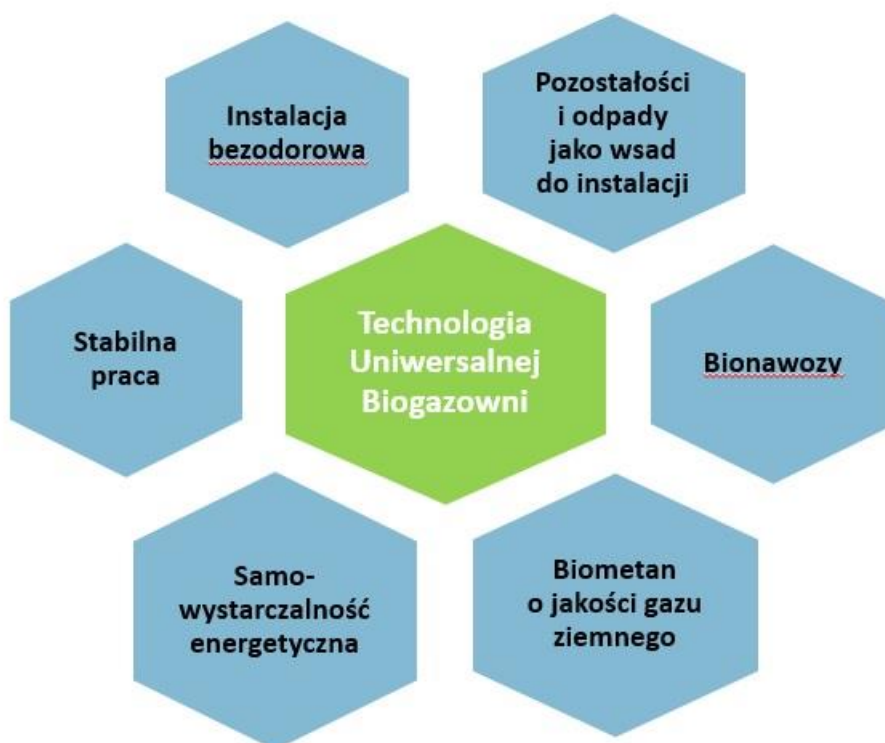 Instalacja
bezodorowa
Pozostałości
i odpady
jako wsad
do instalacji
Stabilna
praca
Technologia
Uniwersalnej
Biogazowni
Bionawozy
Samo-
wystarczalność
energetyczna
Biometan
o jakości gazu
ziemnego